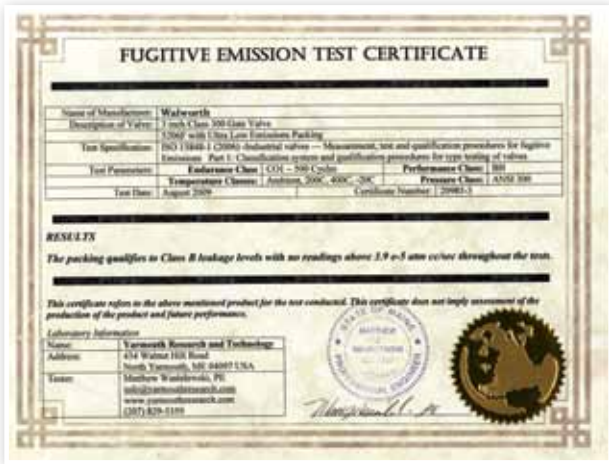 FUGITIVE EMISSION TEST CERTIFICATE
Name of Manufacturer: Walworth
Description of Valve: 3 inch Class 300 Gate Valve
with Ultra Low Emissions Packing
Test Specification: ISO 15848-1 (2006) -Industrial valves — Measurement, test and qualification procedures for fugitive
Emissions Part 1: Classification system and qualification procedures for type testing of valves
Test Parameters: Endurance Class: CO1 – 500 Cycles Performance Class: BH
Temperature Classes: Ambient, 200C, 400C, -20C Pressure Class: ANSI 300
Test Date: August 2009 Certificate Number: 20985-3
RESULTS
The packing qualifies to Class B leakage levels with no readings above 3.9 e-5 atm cc/sec throughout the tests.
This certificate refers to the above mentioned product for the test conducted. This certificate does not imply assessment of the
production of the product and future performance.
Laboratory Information
Name: Yarmouth Research and Technology
Address: 434 Walnut Hill Road
North Yarmouth, ME 04097 USA
Tester: Matthew Wasielewski, PE
info@yarmouthresearch.com
www.yarmouthresearch.com
(207) 829-5359
STATE OF MAINE
MATTHEW
PROFESSIONAL ENGINEER